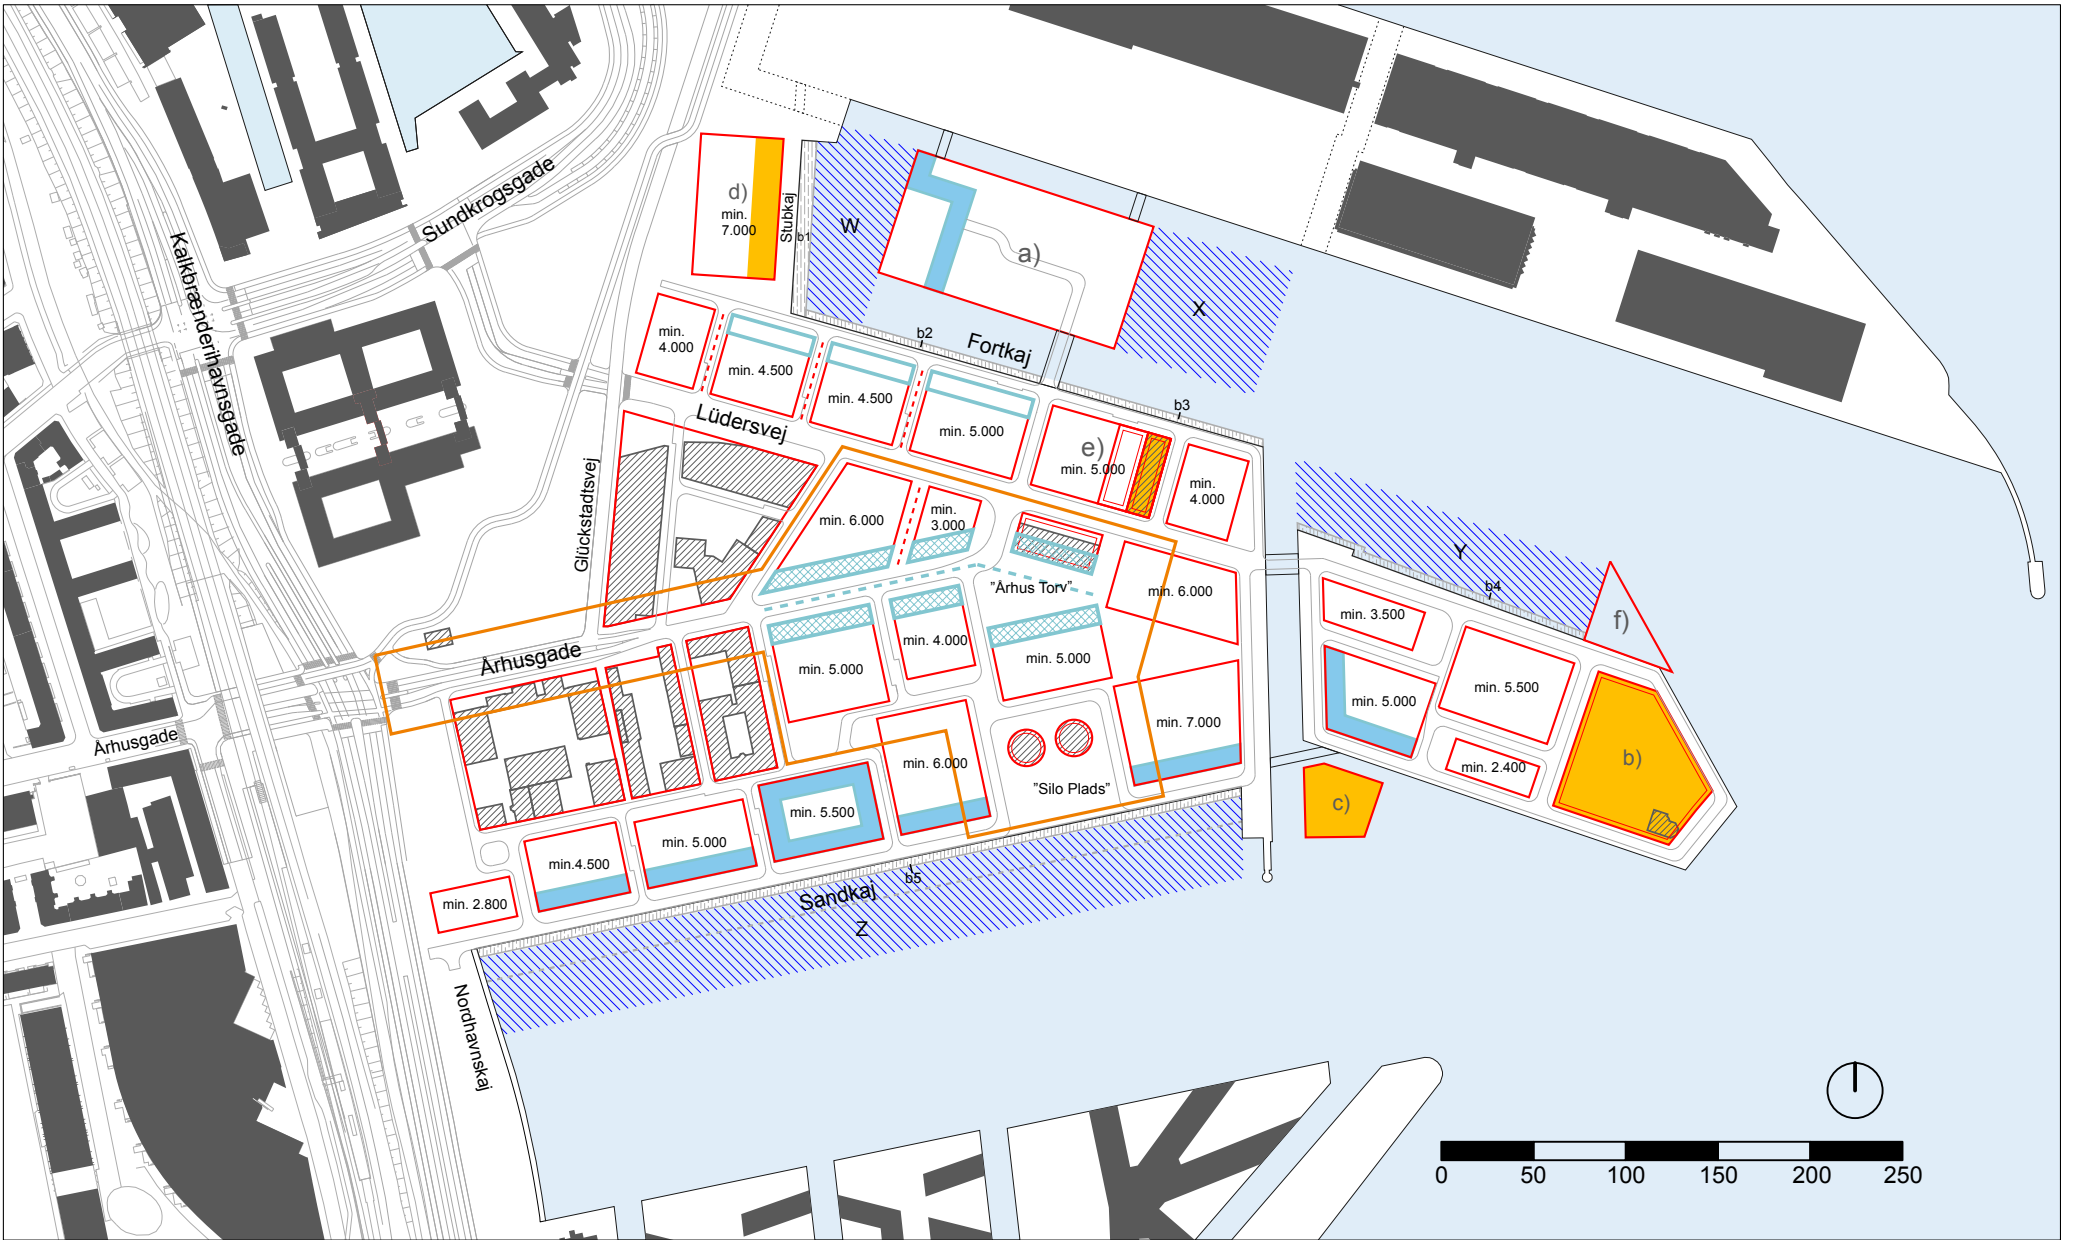 Sundkrogsgade
Kalkbrænderihavnsgade
d)
min.
7.000
Stubkaj
b1
W
a)
X
b2
Fortkaj
b3
min.
4.000
min. 4.500
min. 4.500
min. 5.000
e)
min. 5.000
min.
4.000
Lüdersvej
Glückstadtsvej
min. 6.000
min.
3.000
"Århus Torv"
min. 6.000
Y
b4
f)
min. 3.500
min. 5.000
min. 5.500
min. 2.400
b)
c)
Århusgade
Århusgade
min. 5.000
min. 4.000
min. 5.000
min. 7.000
min. 6.000
"Silo Plads"
min. 5.500
min. 5.000
min.4.500
min. 2.800
b5
Sandkaj
Z
Nordhavnskaj
0 50 100 150 200 250